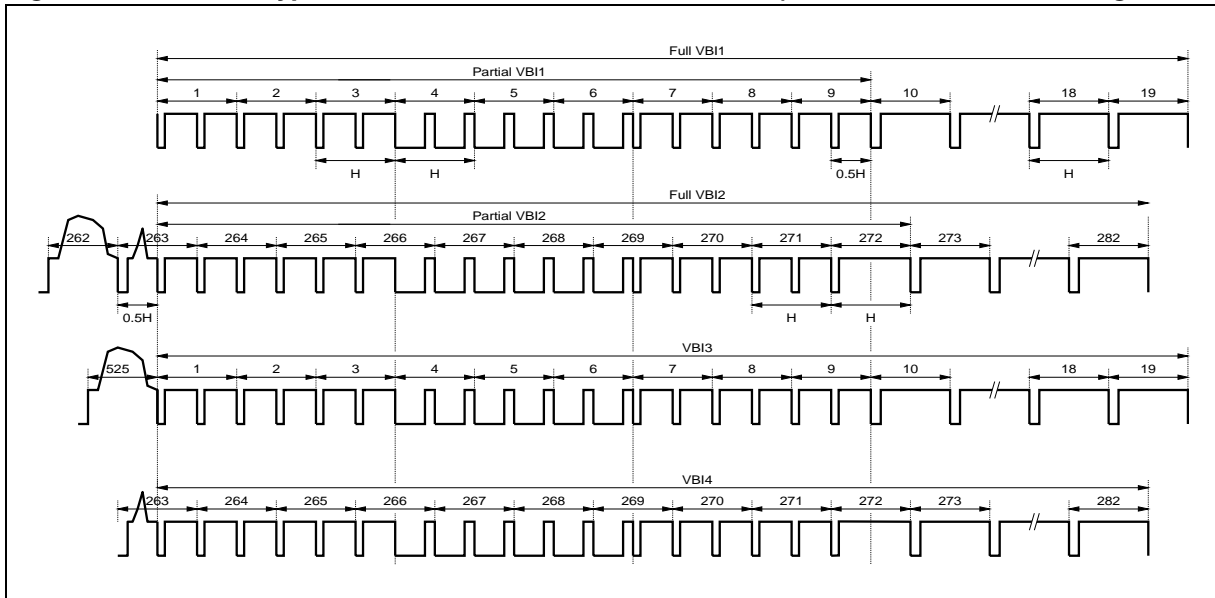 Full VBI1
Partial VBI1
1 2 3 4 5 6 7 8 9 10 18 19
H H 0.5H H
Full VBI2
Partial VBI2
262 263 264 265 266 267 268 269 270 271 272 273 282
0.5H H H
VBI3
525 1 2 3 4 5 6 7 8 9 10 18 19
VBI4
263 264 265 266 267 268 269 270 271 272 273 282